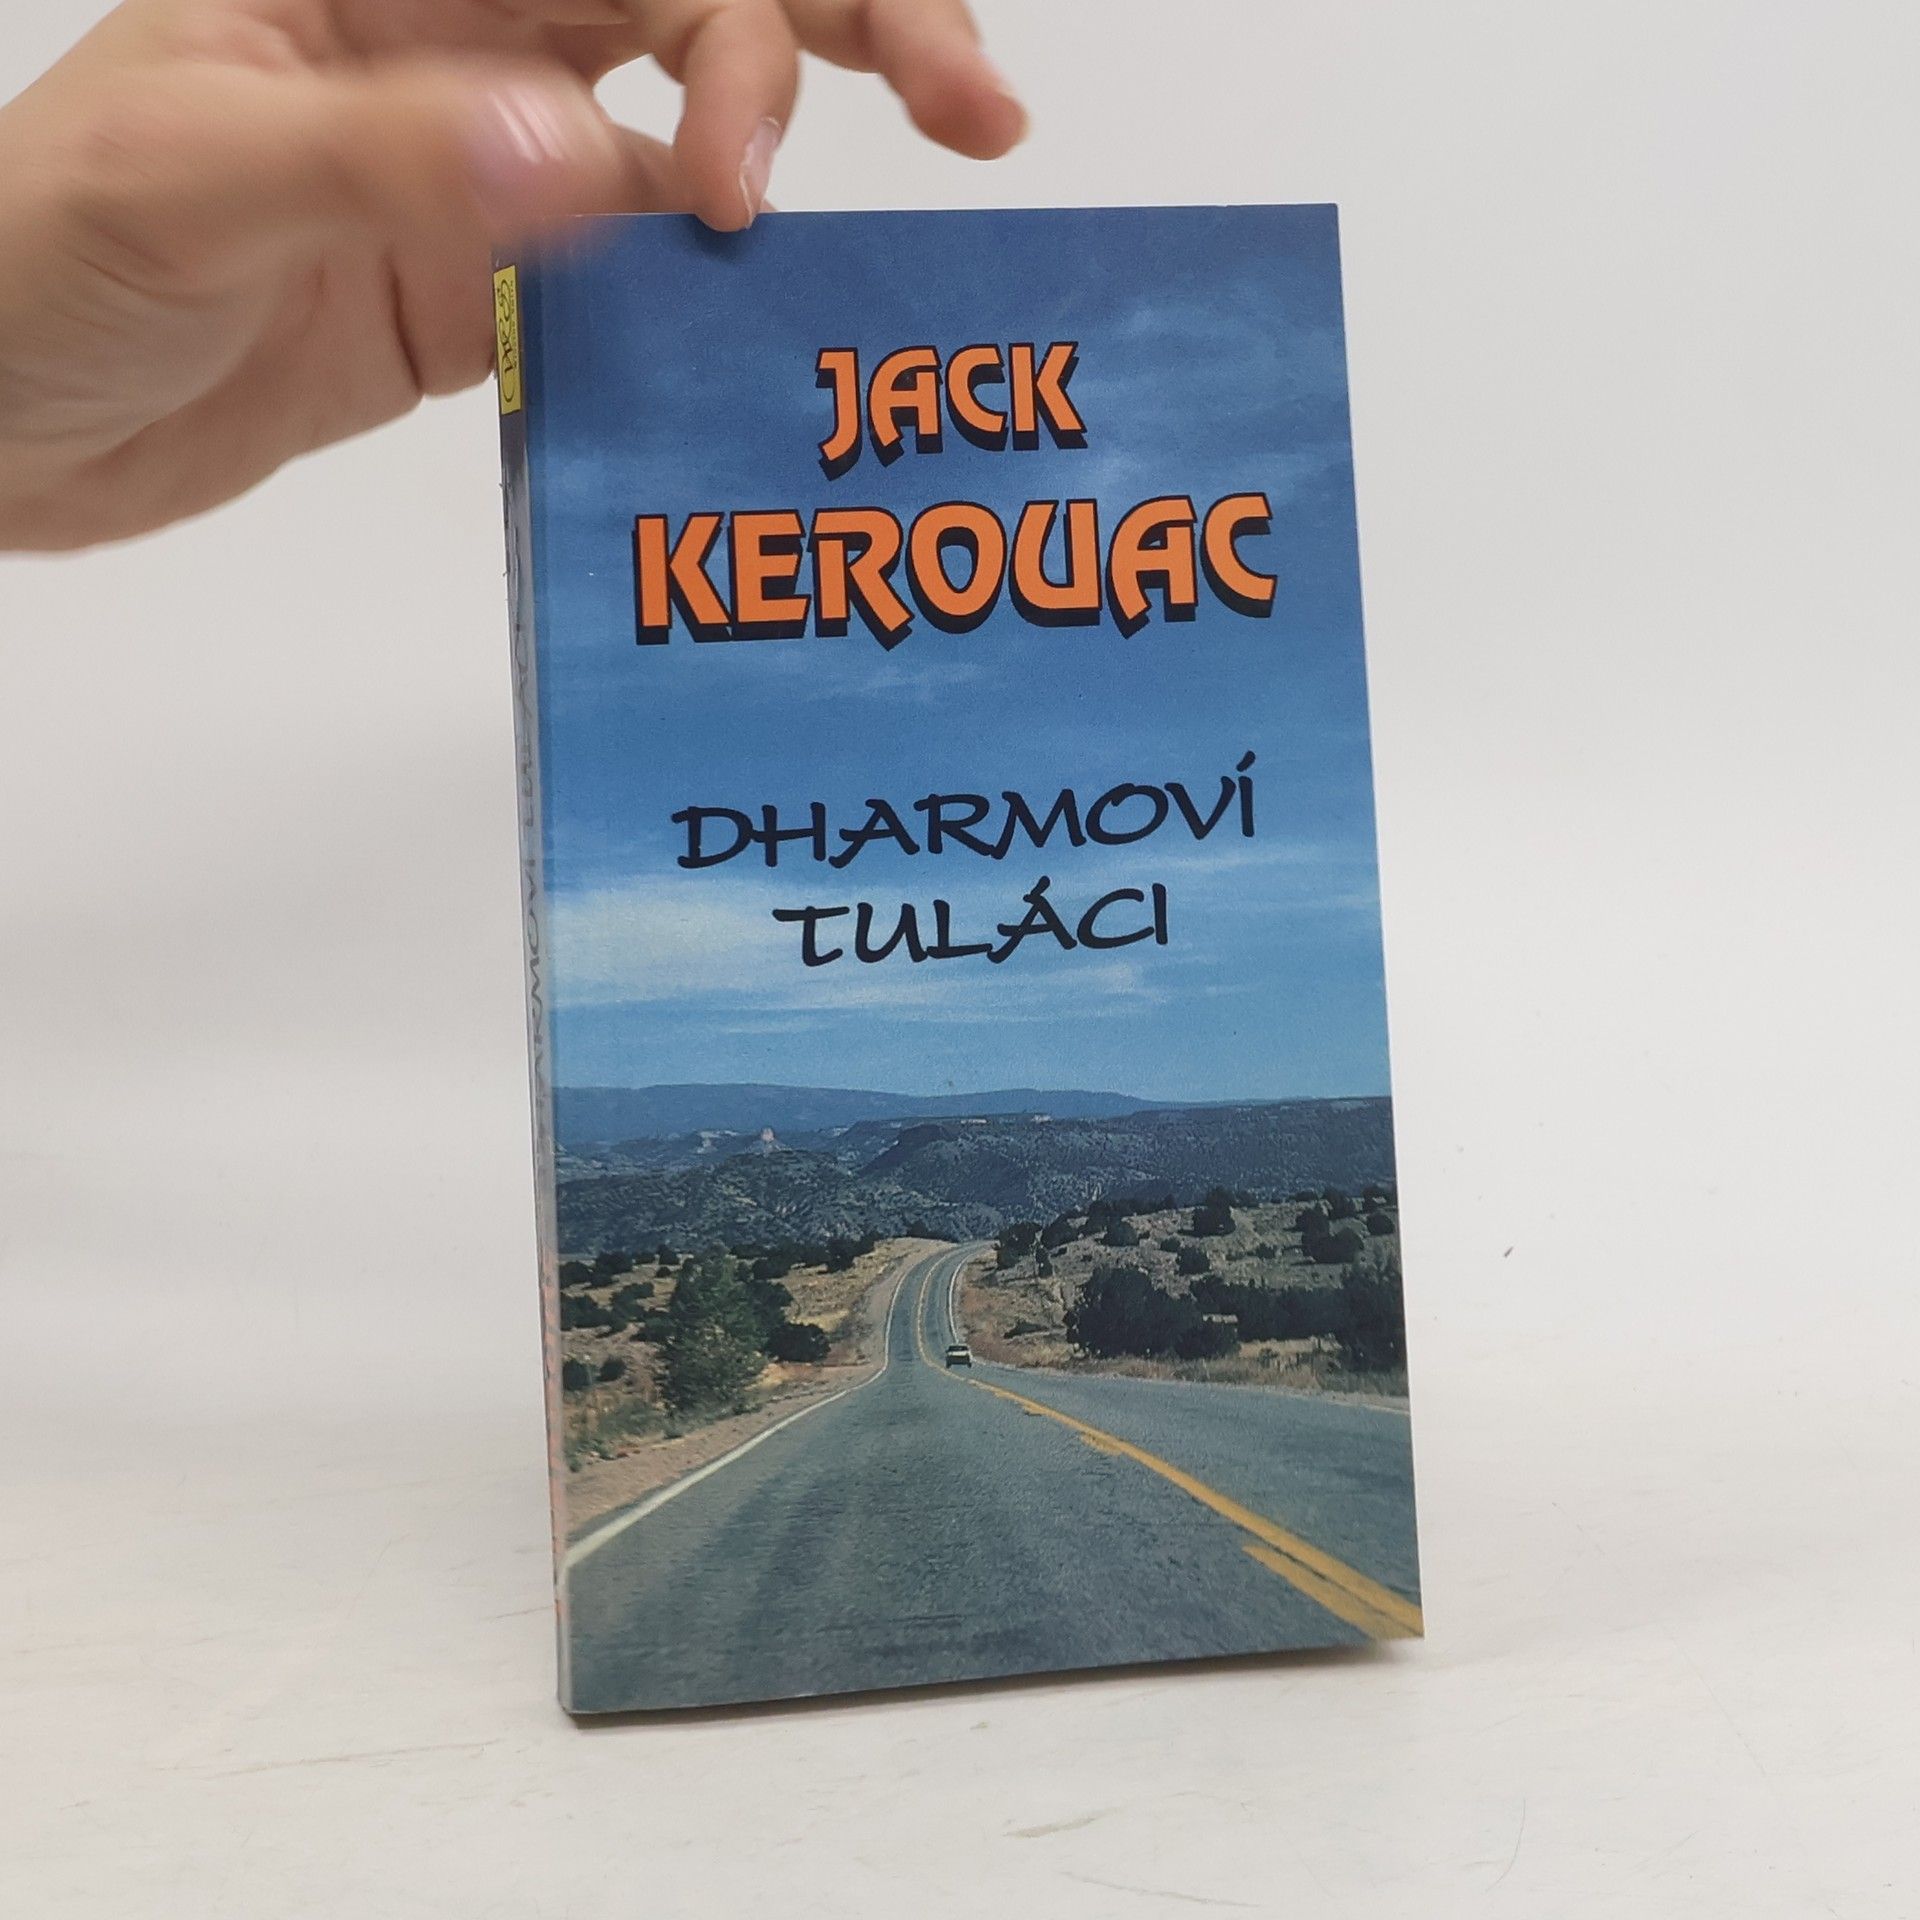 JACK
KEROUAC
DHARMOVÍ
TULÁCI